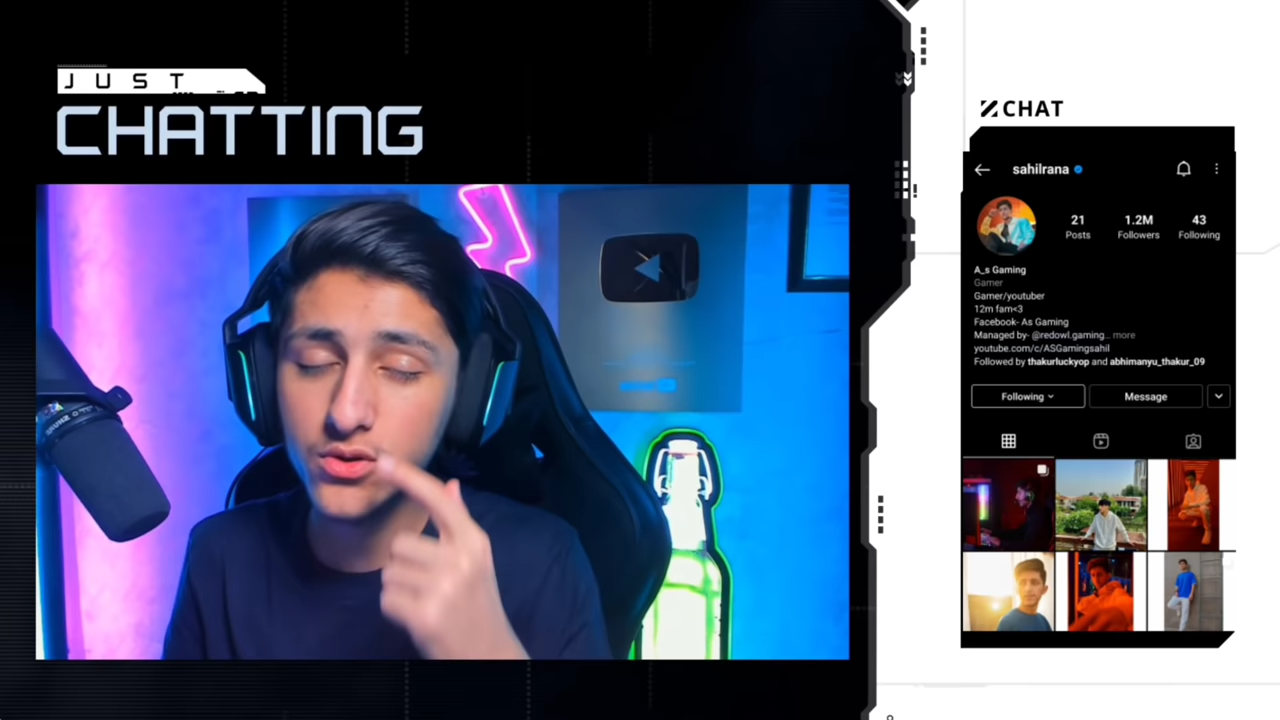 JUST
CHATTING
CHAT
sahilrana
21
Posts
1.2M
Followers
43
Following
A_s Gaming
Gamer
Gamer/youtuber
12m fam<3
Facebook- As Gaming
Managed by- @redowl.gaming... more
youtube.com/c/ASGamingsahil
Followed by thakurluckyop and abhimanyu_thakur_09
Following
Message